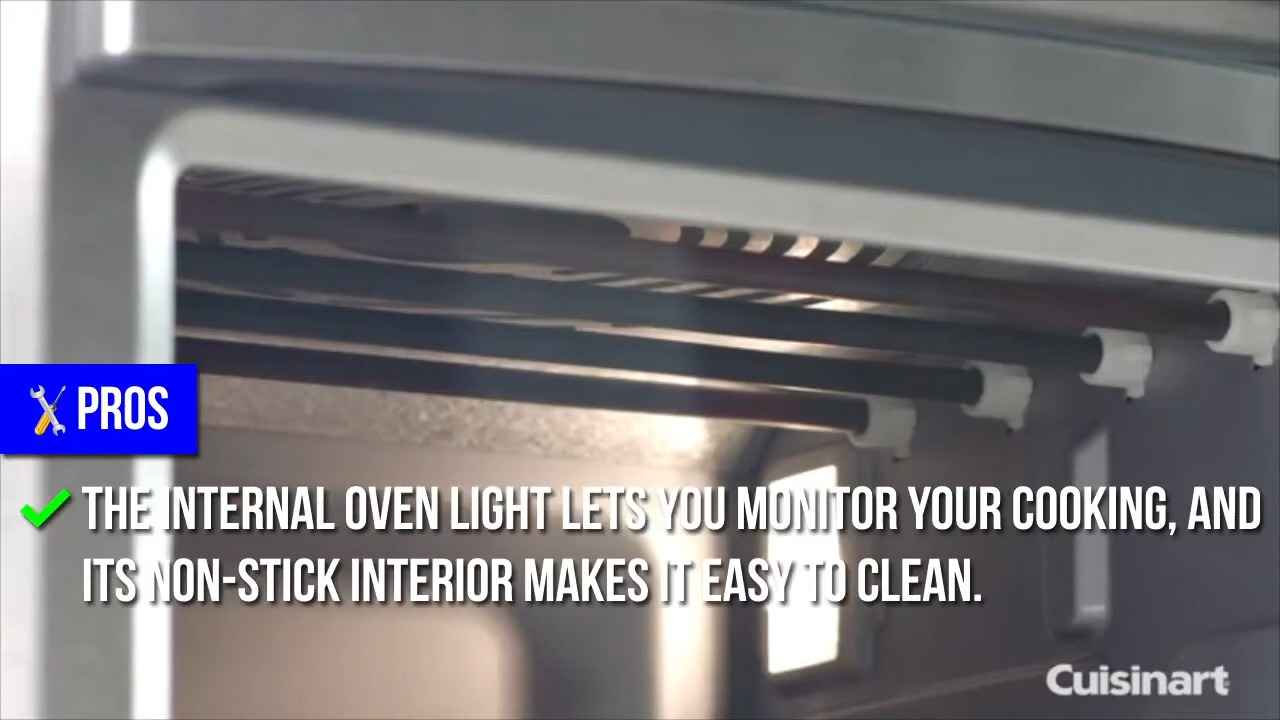 PROS
THE INTERNAL OVEN LIGHT LETS YOU MONITOR YOUR COOKING, AND
ITS NON-STICK INTERIOR MAKES IT EASY TO CLEAN.
Cuisinart